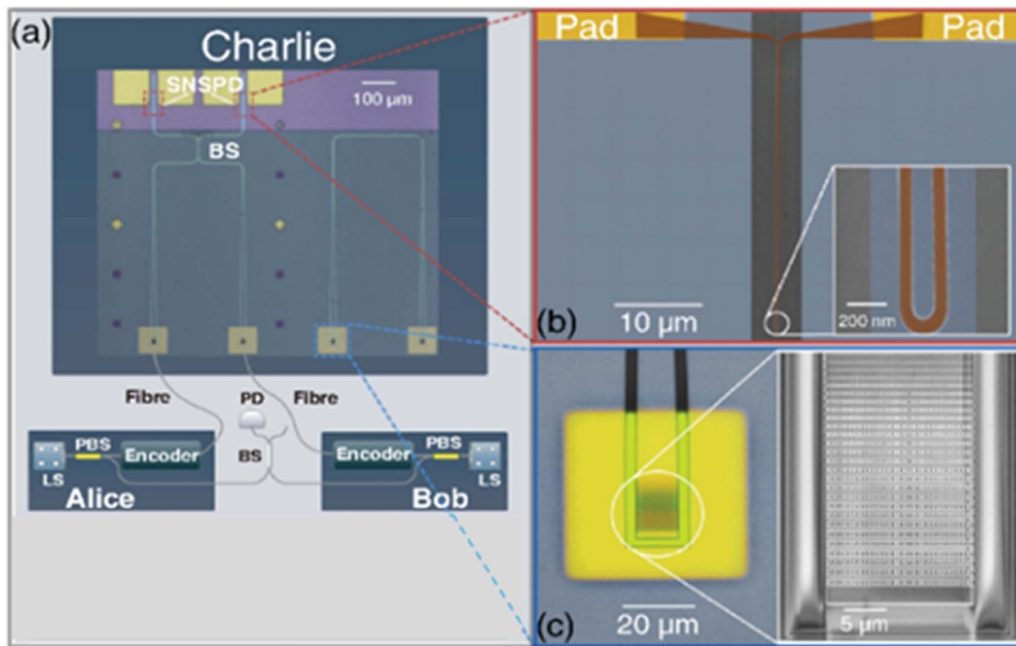 (a)
Charlie
SNSPD
100 µm
BS
Fibre
PD
Fibre
PBS
Encoder
BS
Encoder
PBS
LS
LS
Alice
Bob
Pad
Pad
(b)
10 µm
200 nm
(c)
20 µm
5 µm